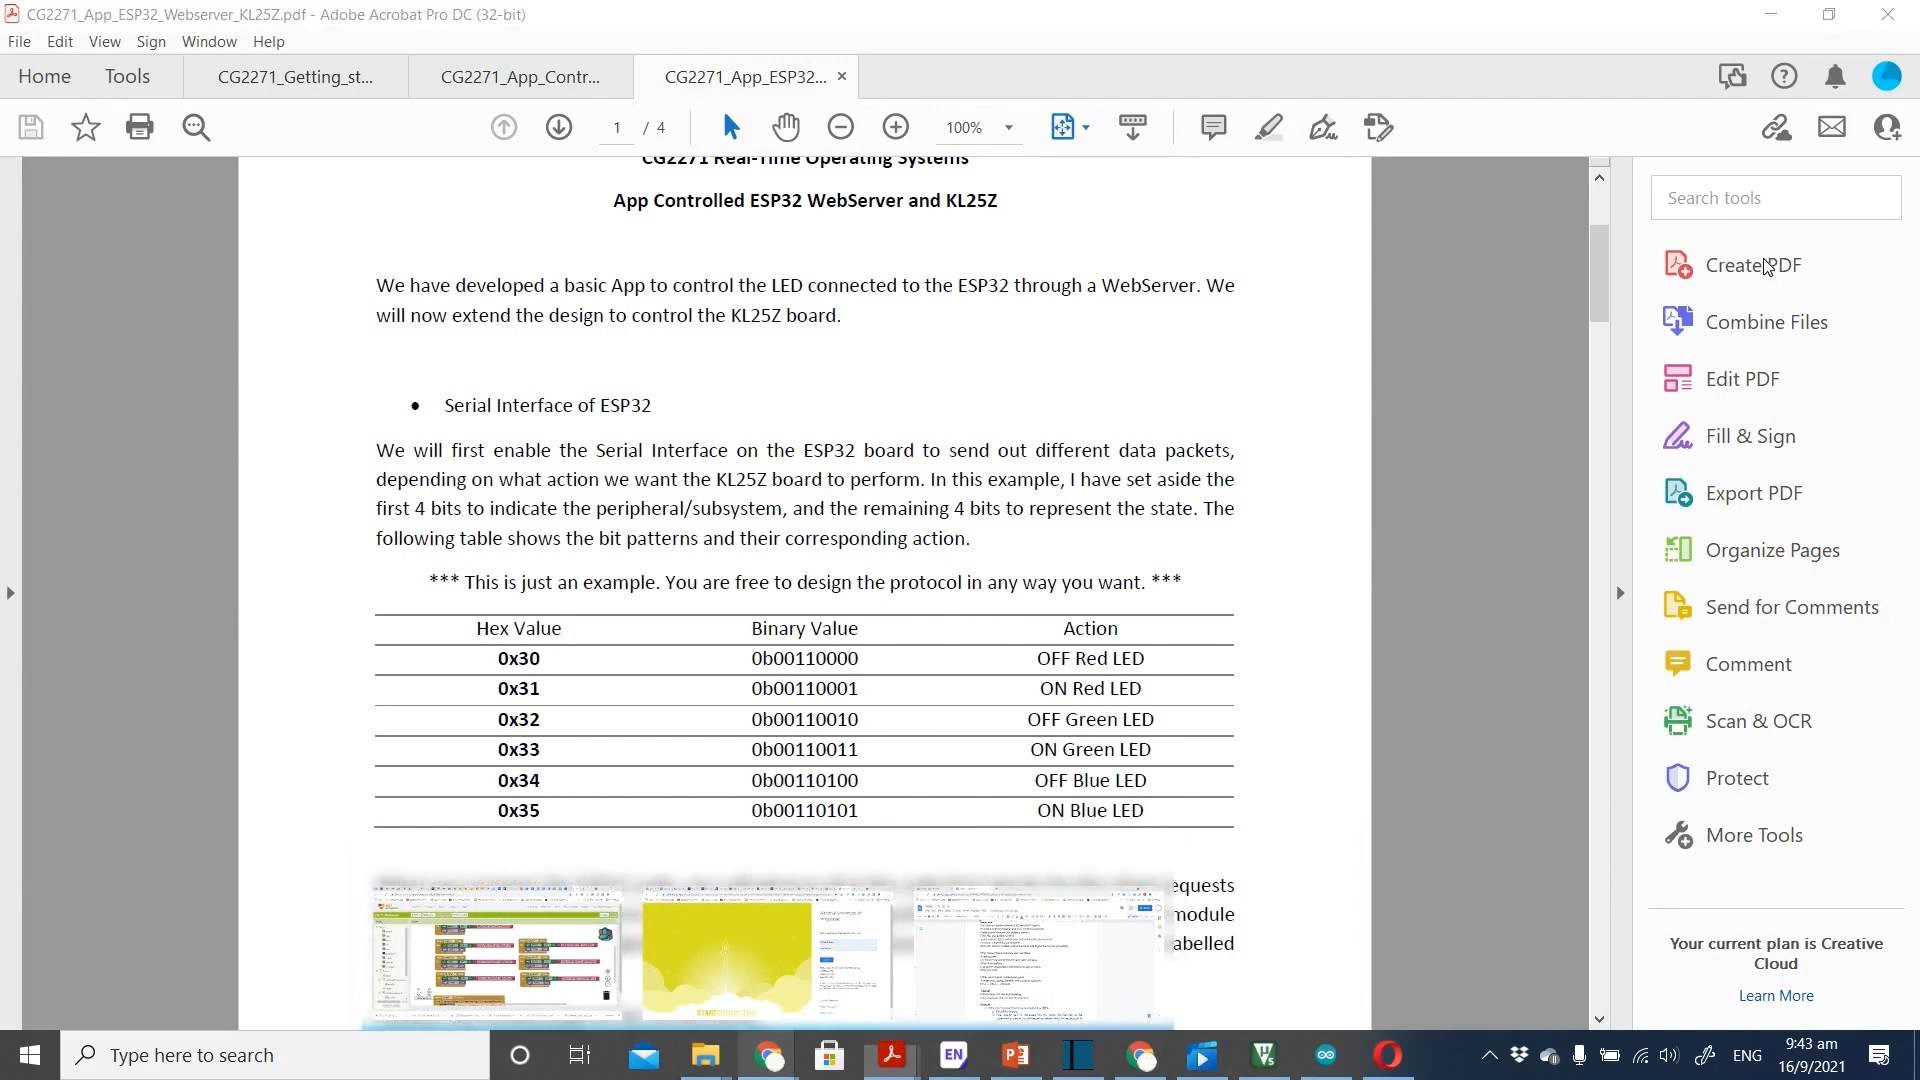 CG2271_App_ESP32_Webserver_KL25Z.pdf - Adobe Acrobat Pro DC (32-bit)
File Edit View Sign Window Help
Home Tools CG2271_Getting_st... CG2271_App_Contr... CG2271_App_ESP32... ×
1 / 4 100%
CG2271 Real-Time Operating Systems
App Controlled ESP32 WebServer and KL25Z
We have developed a basic App to control the LED connected to the ESP32 through a WebServer. We
will now extend the design to control the KL25Z board.
• Serial Interface of ESP32
We will first enable the Serial Interface on the ESP32 board to send out different data packets,
depending on what action we want the KL25Z board to perform. In this example, I have set aside the
first 4 bits to indicate the peripheral/subsystem, and the remaining 4 bits to represent the state. The
following table shows the bit patterns and their corresponding action.
*** This is just an example. You are free to design the protocol in any way you want. ***
Hex Value Binary Value Action
0x30 0b00110000 OFF Red LED
0x31 0b00110001 ON Red LED
0x32 0b00110010 OFF Green LED
0x33 0b00110011 ON Green LED
0x34 0b00110100 OFF Blue LED
0x35 0b00110101 ON Blue LED
equests
module
abelled
Search tools
Create PDF
Combine Files
Edit PDF
Fill & Sign
Export PDF
Organize Pages
Send for Comments
Comment
Scan & OCR
Protect
More Tools
Your current plan is Creative
Cloud
Learn More
Type here to search
EN
ENG
9:43 am
16/9/2021